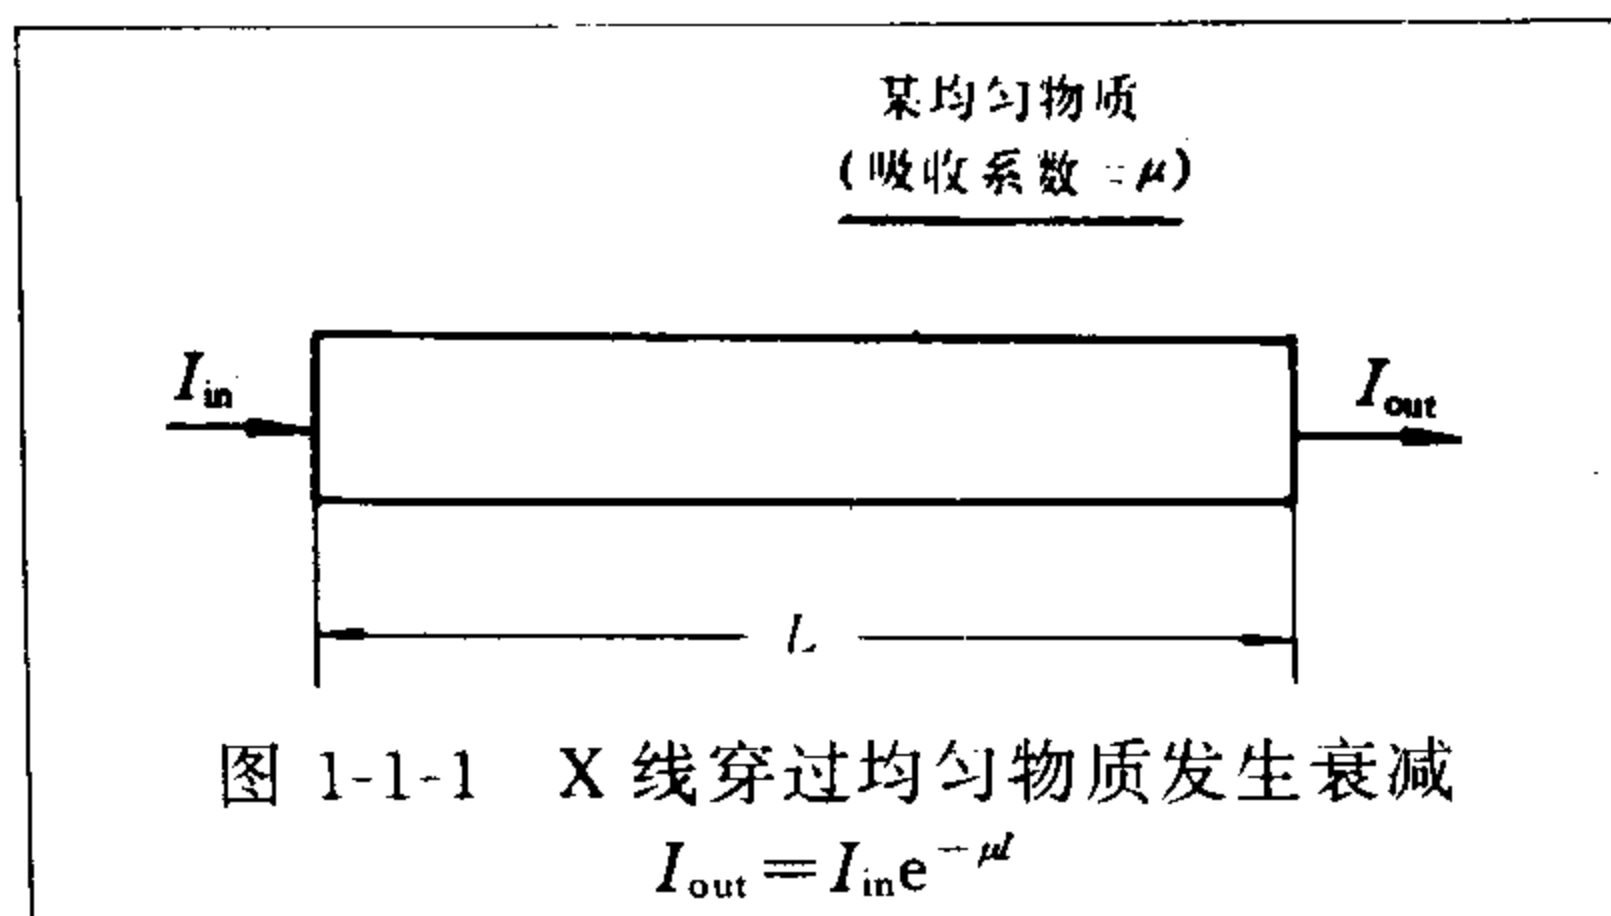 某均匀物质
(吸收系数=μ)
I_in
I_out
L
图 1-1-1 X 线穿过均匀物质发生衰减
I_out=I_in e^{-μl}